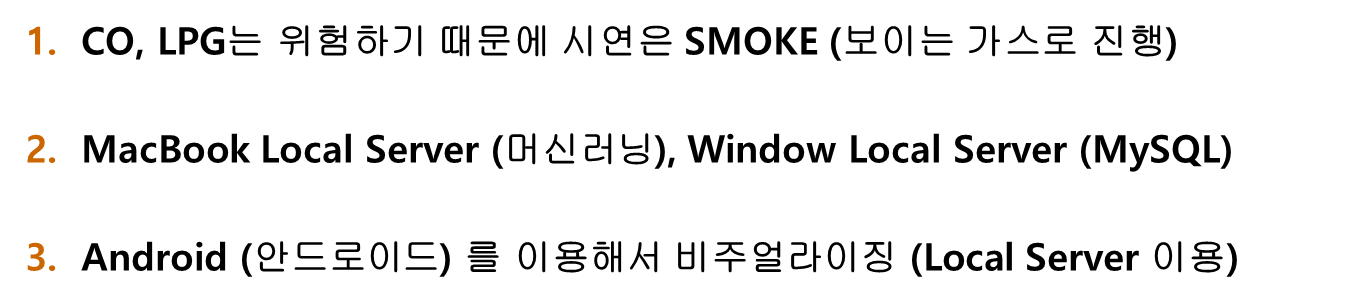 1. CO, LPG는 위험하기 때문에 시연은 SMOKE (보이는 가스로 진행)
2. MacBook Local Server (머신러닝), Window Local Server (MySQL)
3. Android (안드로이드) 를 이용해서 비주얼라이징 (Local Server 이용)